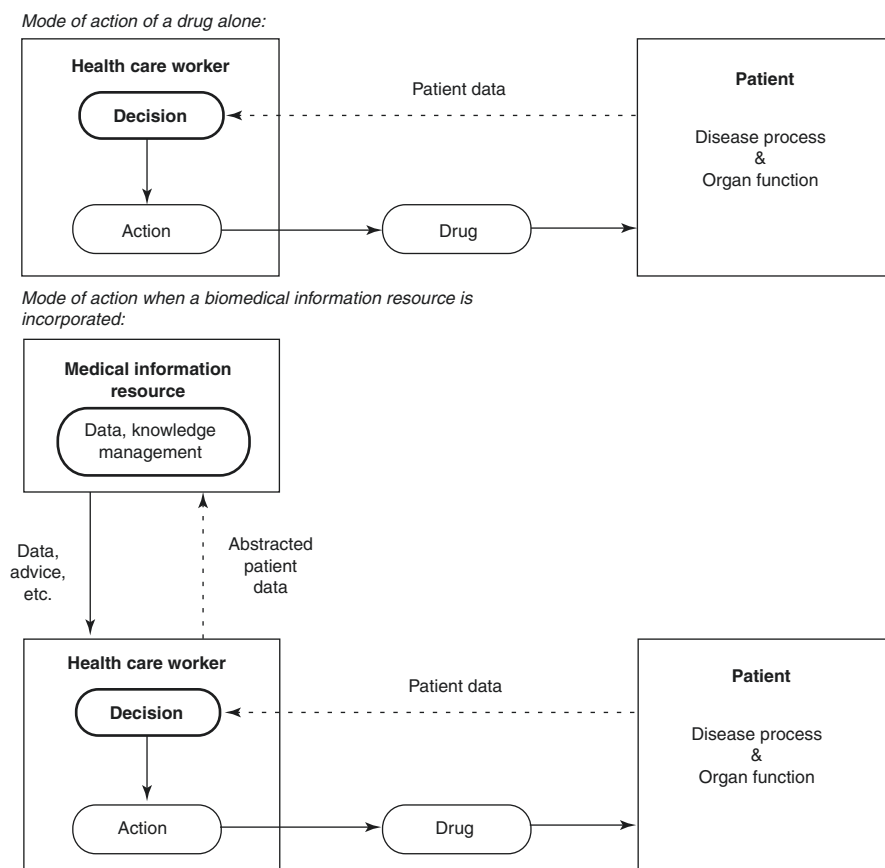 Mode of action of a drug alone:
Health care worker
Decision
Action
Patient data
Drug
Patient
Disease process
&
Organ function
Mode of action when a biomedical information resource is
incorporated:
Medical information
resource
Data, knowledge
management
Data,
advice,
etc.
Abstracted
patient
data
Health care worker
Decision
Action
Patient data
Drug
Patient
Disease process
&
Organ function